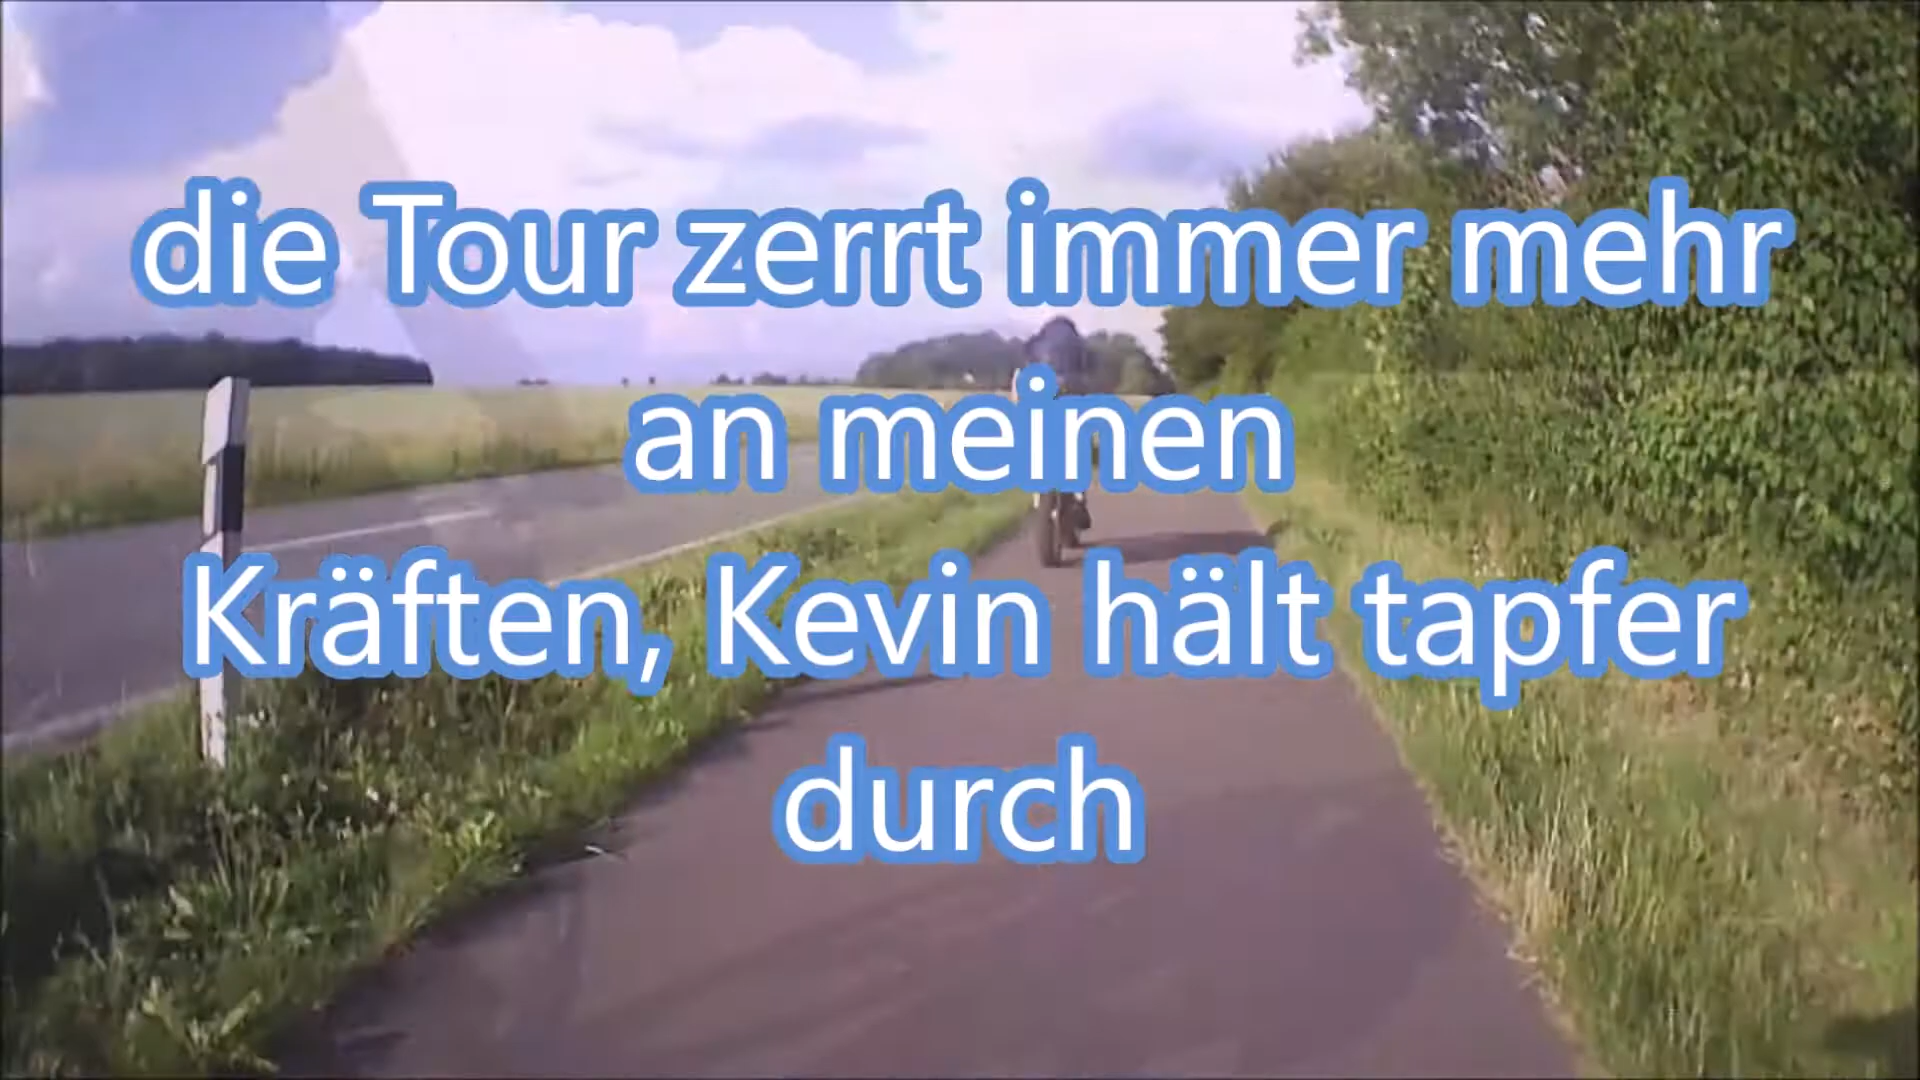 die Tour zerrt immer mehr
an meinen
Kräften, Kevin hält tapfer
durch